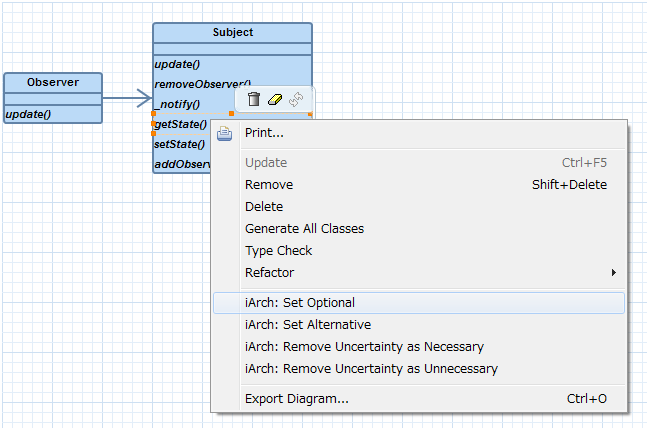 Subject
update()
removeObserver()
_notify()
getState()
setState()
addObserv
Observer
update()
Print...
Update Ctrl+F5
Remove Shift+Delete
Delete
Generate All Classes
Type Check
Refactor
iArch: Set Optional
iArch: Set Alternative
iArch: Remove Uncertainty as Necessary
iArch: Remove Uncertainty as Unnecessary
Export Diagram... Ctrl+O